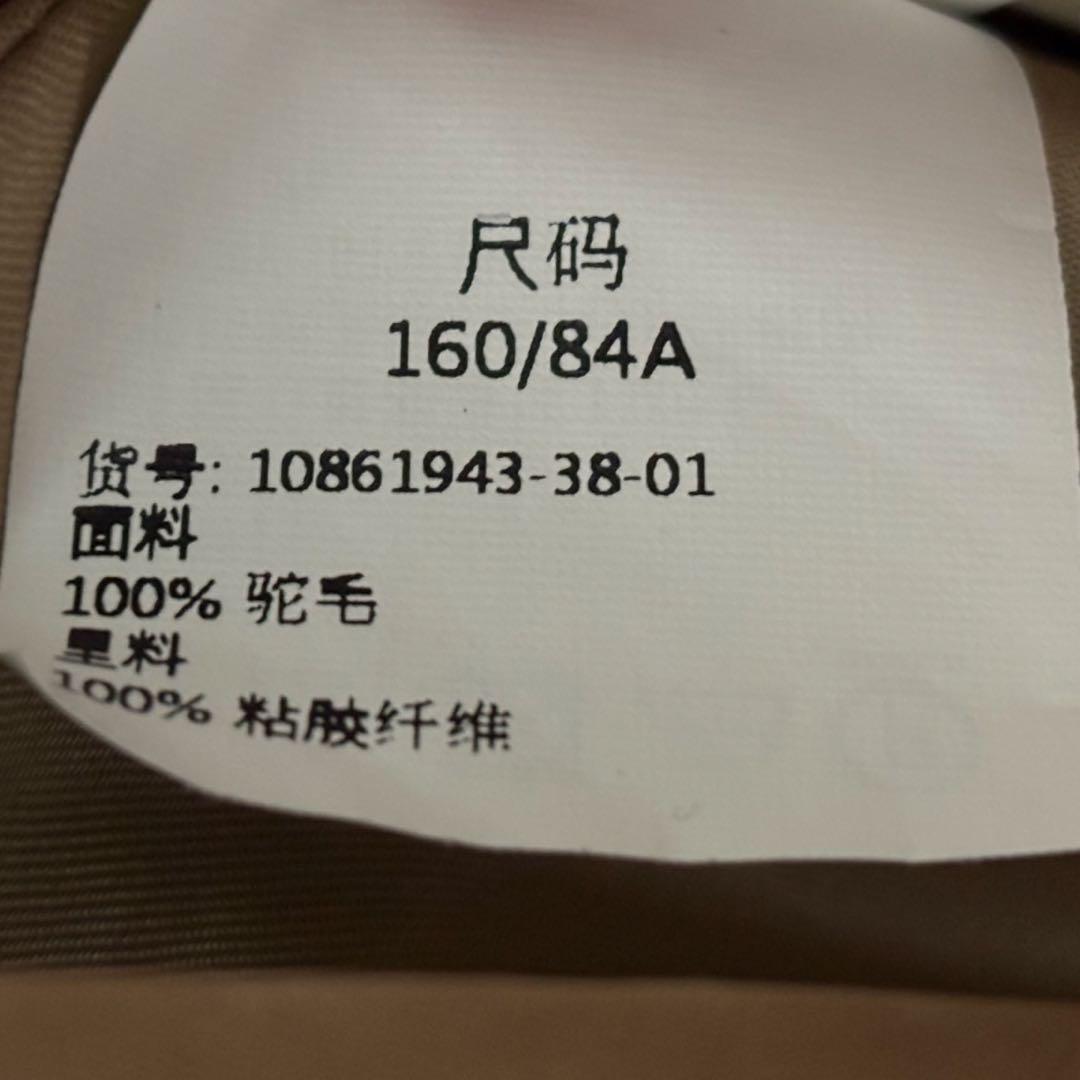 尺码
160/84A
货号: 10861943-38-01
面料
100% 驼毛
里料
100% 粘胶纤维